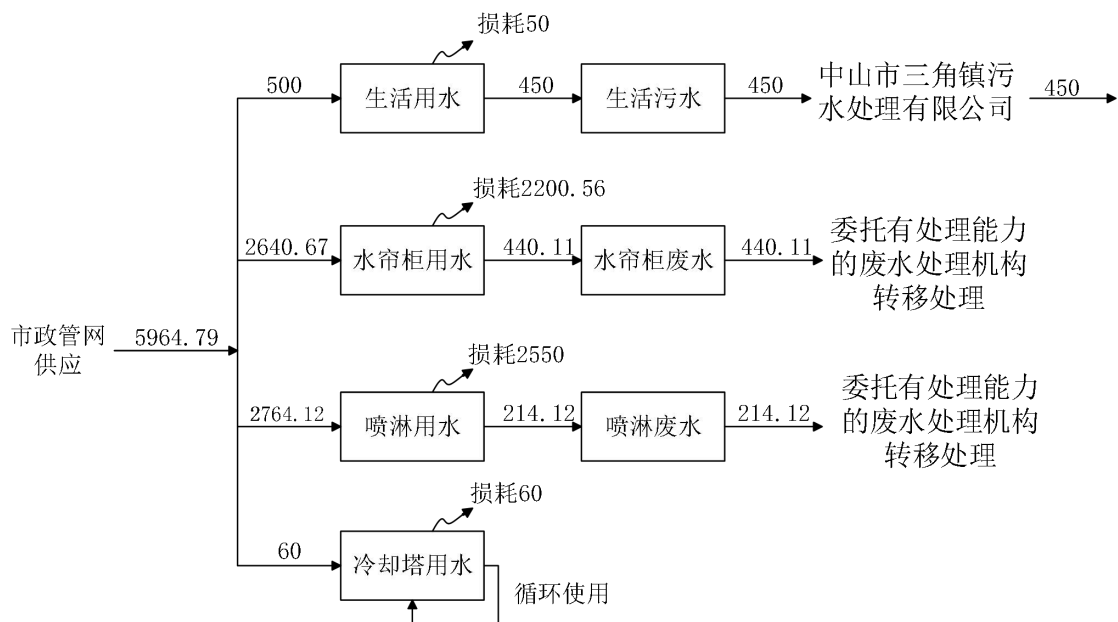 损耗50
500
生活用水
450
生活污水
450
中山市三角镇污
水处理有限公司
450
损耗2200.56
2640.67
水帘柜用水
440.11
水帘柜废水
440.11
委托有处理能力
的废水处理机构
转移处理
市政管网
供应
5964.79
损耗2550
2764.12
喷淋用水
214.12
喷淋废水
214.12
委托有处理能力
的废水处理机构
转移处理
损耗60
60
冷却塔用水
循环使用